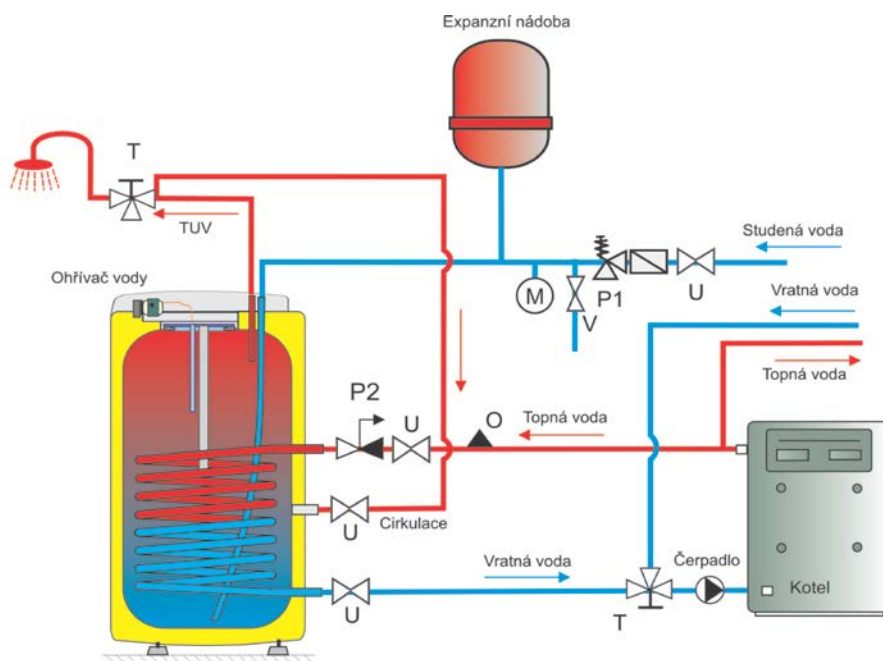 Expanzní nádoba
T
TUV
Studená voda
Ohřívač vody
M
V
P1
U
Vratná voda
Topná voda
P2
U
O
Topná voda
U
Cirkulace
Vratná voda
Čerpadlo
Kotel
U
T